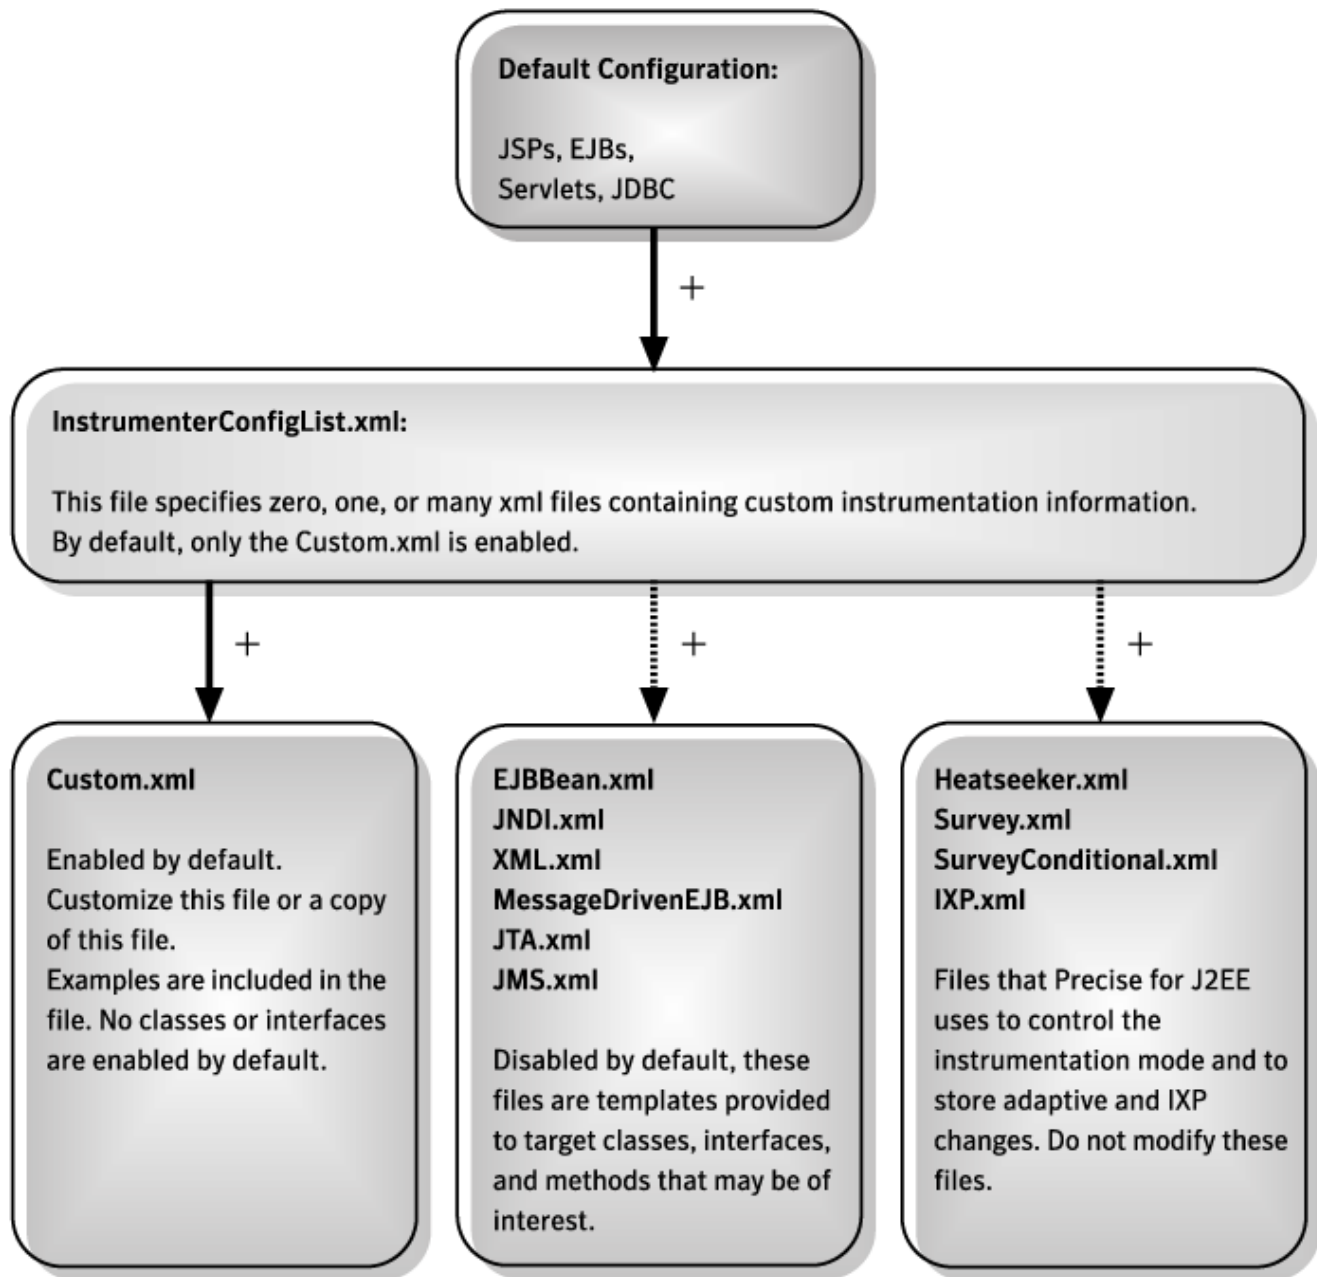 Default Configuration:
JSPs, EJBs,
Servlets, JDBC
+
InstrumenterConfigList.xml:
This file specifies zero, one, or many xml files containing custom instrumentation information.
By default, only the Custom.xml is enabled.
+
+
+
Custom.xml
Enabled by default.
Customize this file or a copy
of this file.
Examples are included in the
file. No classes or interfaces
are enabled by default.
EJBBean.xml
JNDI.xml
XML.xml
MessageDrivenEJB.xml
JTA.xml
JMS.xml
Disabled by default, these
files are templates provided
to target classes, interfaces,
and methods that may be of
interest.
Heatseeker.xml
Survey.xml
SurveyConditional.xml
IXP.xml
Files that Precise for J2EE
uses to control the
instrumentation mode and to
store adaptive and IXP
changes. Do not modify these
files.